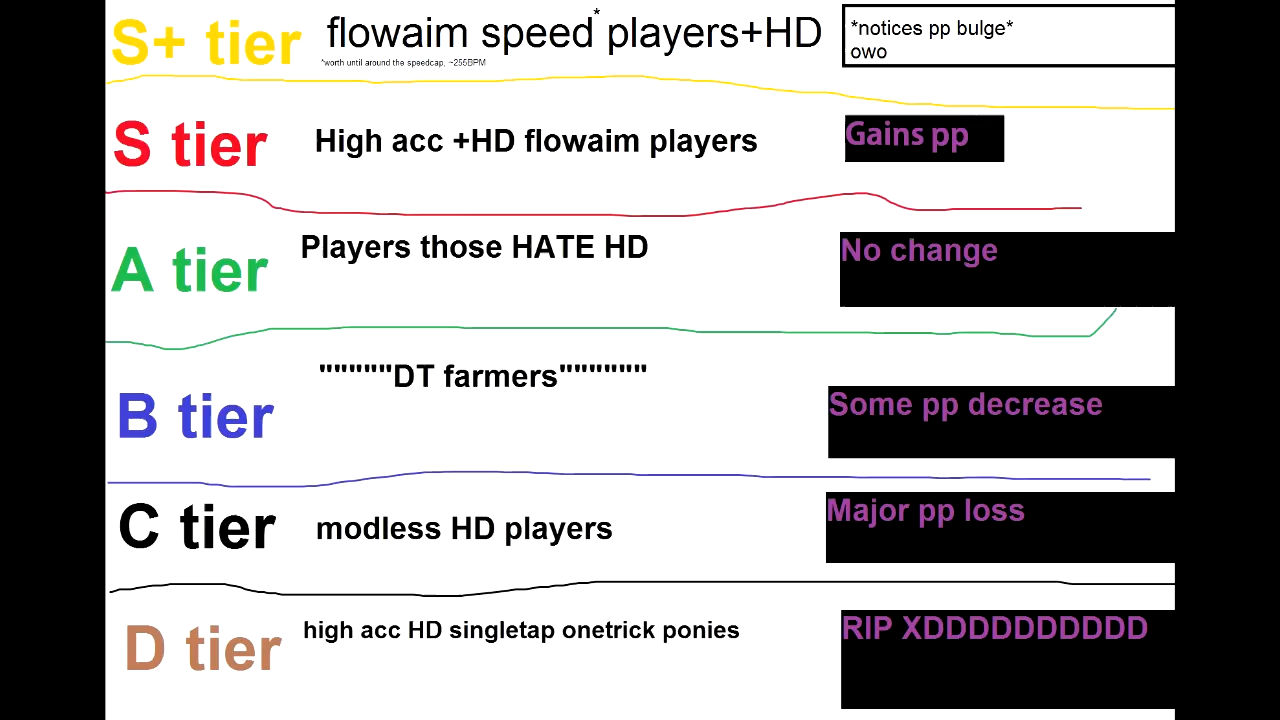 S+ tier flowaim speed* players+HD *notices pp bulge*
owo
*worth until around the speedcap, ~255BPM
S tier High acc +HD flowaim players Gains pp
A tier Players those HATE HD No change
B tier """"""DT farmers"""""" Some pp decrease
C tier modless HD players Major pp loss
D tier high acc HD singletap onetrick ponies RIP XDDDDDDDDDD